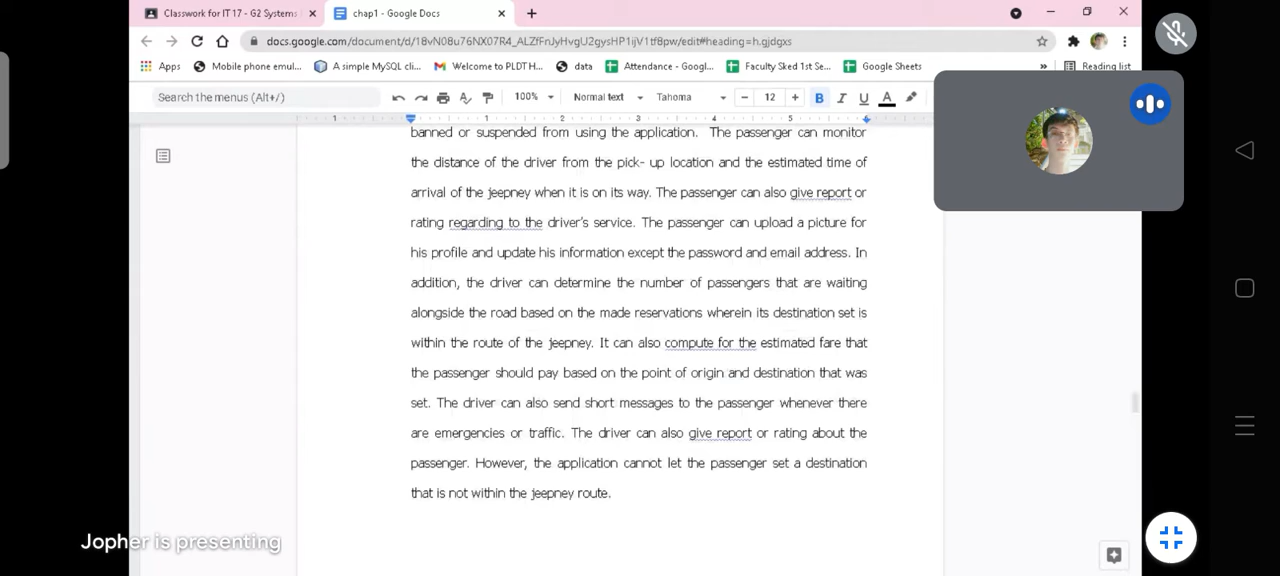 Classwork for IT 17 - G2 Systems
chap1 - Google Docs
docs.google.com/document/d/18vN08u76NX07R4_ALZfFnJyHvgU2gysHP1ijV1tf8pw/edit#heading=h.gjdgxs
Apps
Mobile phone emul...
A simple MySQL cli...
Welcome to PLDT H...
data
Attendance - Googl...
Faculty Sked 1st Se...
Google Sheets
»
Reading list
Search the menus (Alt+/)
100%
Normal text
Tahoma
12
B I U A
1 1 2 3 4 5
banned or suspended from using the application. The passenger can monitor
the distance of the driver from the pick- up location and the estimated time of
arrival of the jeepney when it is on its way. The passenger can also give report or
rating regarding to the driver's service. The passenger can upload a picture for
his profile and update his information except the password and email address. In
addition, the driver can determine the number of passengers that are waiting
alongside the road based on the made reservations wherein its destination set is
within the route of the jeepney. It can also compute for the estimated fare that
the passenger should pay based on the point of origin and destination that was
set. The driver can also send short messages to the passenger whenever there
are emergencies or traffic. The driver can also give report or rating about the
passenger. However, the application cannot let the passenger set a destination
that is not within the jeepney route.
Jopher is presenting